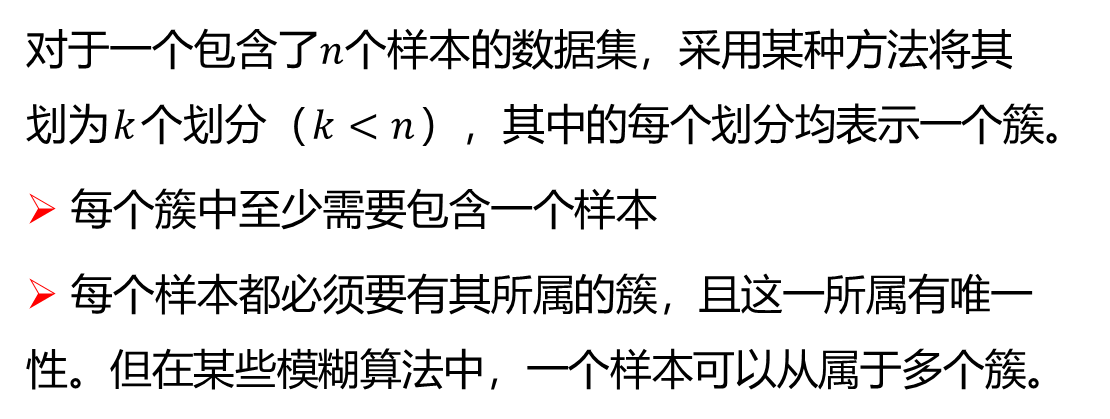 对于一个包含了n个样本的数据集，采用某种方法将其
划为k个划分（k < n），其中的每个划分均表示一个簇。
➢ 每个簇中至少需要包含一个样本
➢ 每个样本都必须要有其所属的簇，且这一所属有唯一
性。但在某些模糊算法中，一个样本可以从属于多个簇。